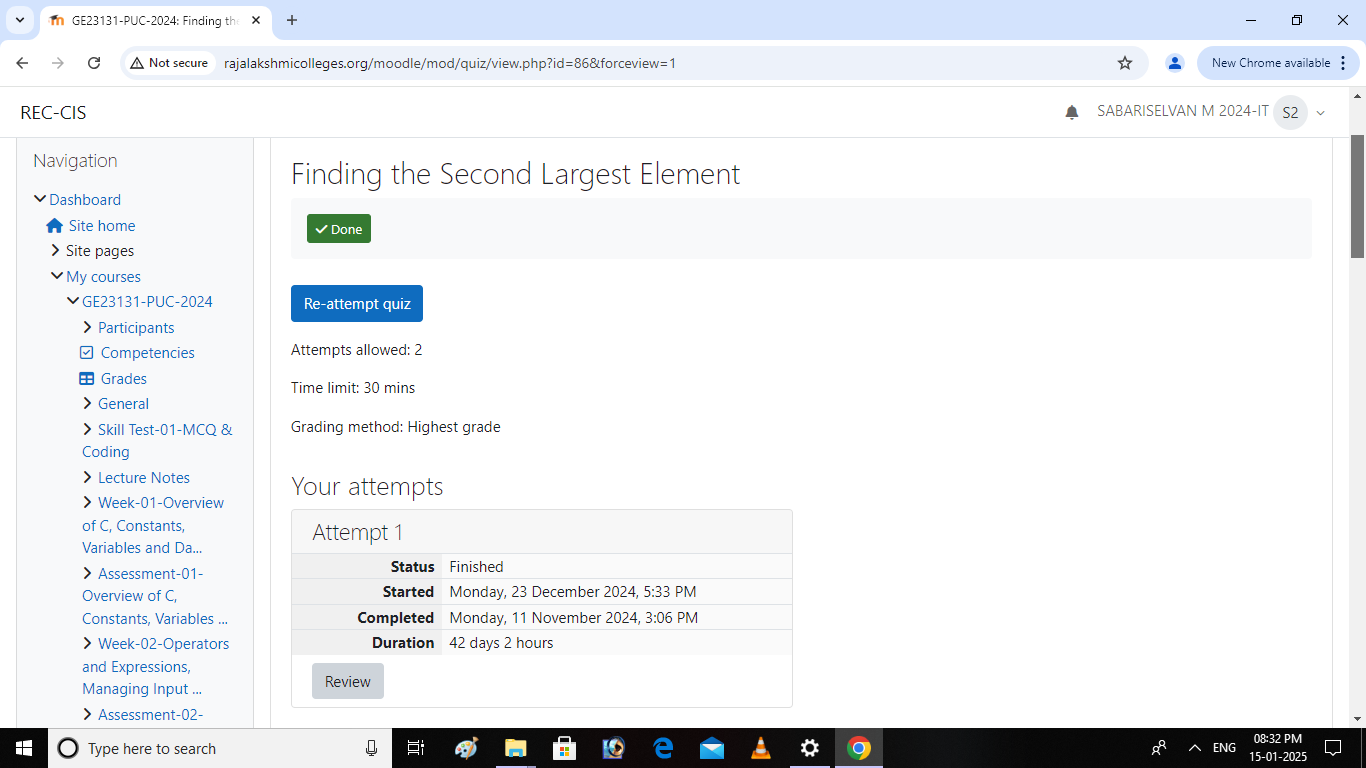 GE23131-PUC-2024: Finding the
Not secure
rajalakshmicolleges.org/moodle/mod/quiz/view.php?id=86&forceview=1
New Chrome available
REC-CIS
SABARISELVAN M 2024-IT
S2
Navigation
Dashboard
Site home
Site pages
My courses
GE23131-PUC-2024
Participants
Competencies
Grades
General
Skill Test-01-MCQ &
Coding
Lecture Notes
Week-01-Overview
of C, Constants,
Variables and Da...
Assessment-01-
Overview of C,
Constants, Variables ...
Week-02-Operators
and Expressions,
Managing Input ...
Assessment-02-
Finding the Second Largest Element
Done
Re-attempt quiz
Attempts allowed: 2
Time limit: 30 mins
Grading method: Highest grade
Your attempts
Attempt 1
Status Finished
Started Monday, 23 December 2024, 5:33 PM
Completed Monday, 11 November 2024, 3:06 PM
Duration 42 days 2 hours
Review
Type here to search
ENG
08:32 PM
15-01-2025